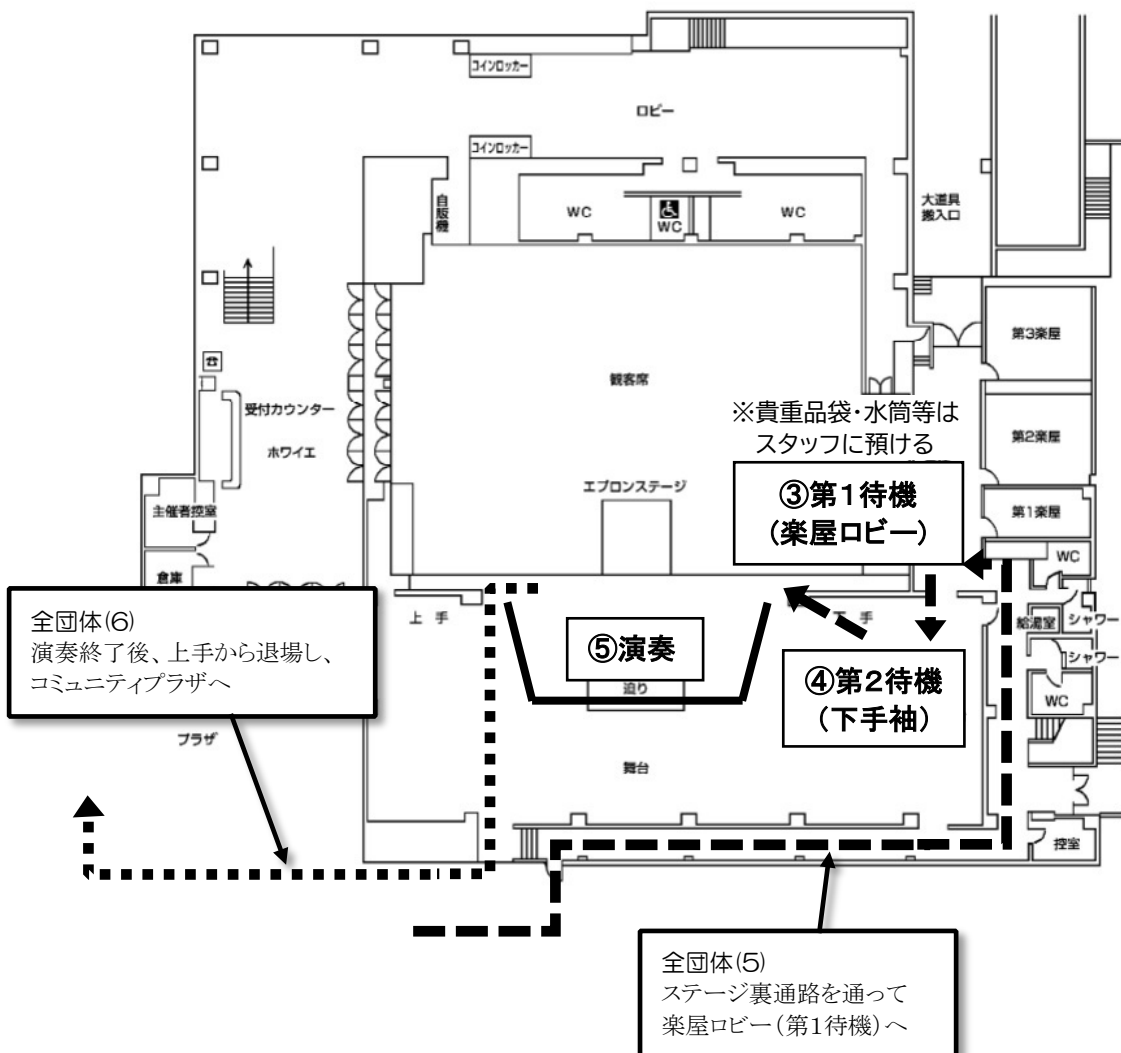 コインロッカー
ロビー
コインロッカー
自販機
WC
WC
WC
大道具
搬入口
第3楽屋
観客席
受付カウンター
ホワイエ
※貴重品袋・水筒等は
スタッフに預ける
第2楽屋
エプロンステージ
③第1待機
(楽屋ロビー)
第1楽屋
主催者控室
倉庫
WC
上手
下手
給湯室
シャワー
シャワー
全団体(6)
演奏終了後、上手から退場し、
コミュニティプラザへ
⑤演奏
迫り
④第2待機
(下手袖)
WC
プラザ
舞台
控室
全団体(5)
ステージ裏通路を通って
楽屋ロビー(第1待機)へ